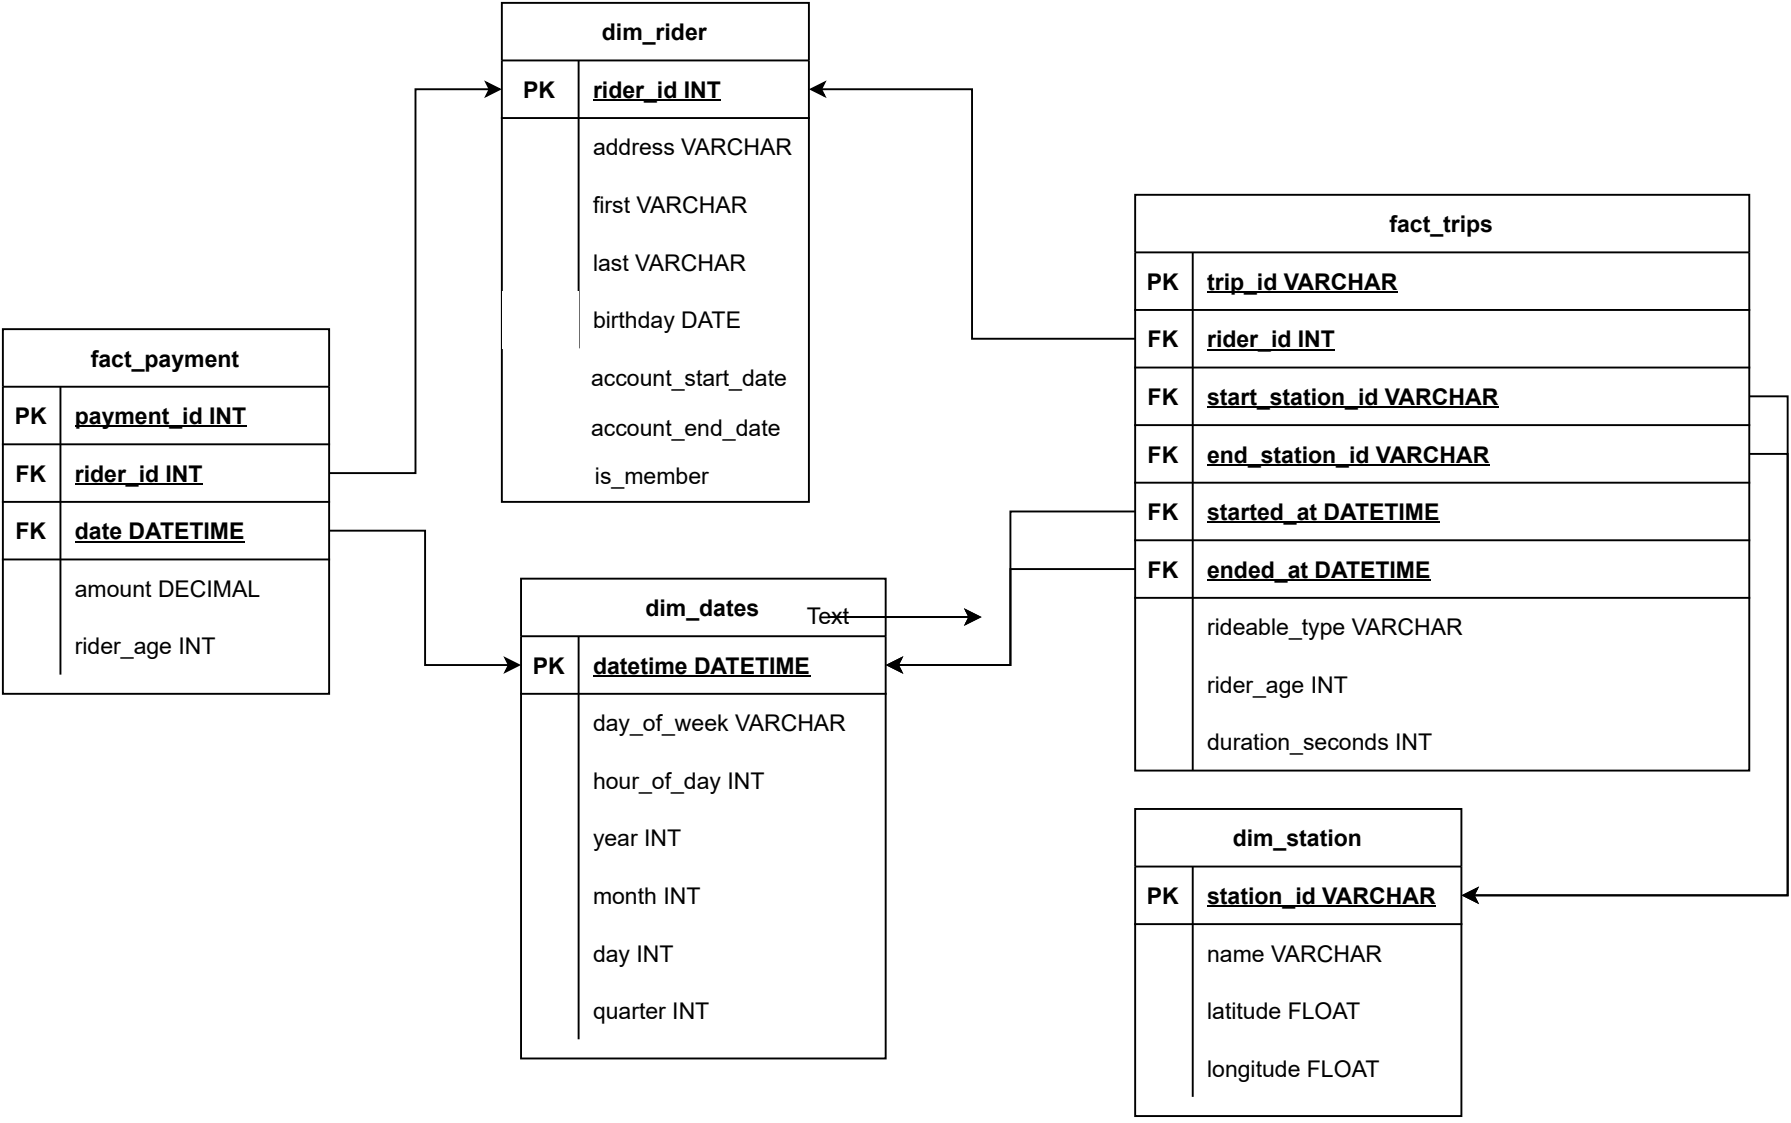 dim_rider
PK rider_id INT
address VARCHAR
first VARCHAR
last VARCHAR
birthday DATE
account_start_date
account_end_date
is_member
fact_payment
PK payment_id INT
FK rider_id INT
FK date DATETIME
amount DECIMAL
rider_age INT
dim_dates
Text
PK datetime DATETIME
day_of_week VARCHAR
hour_of_day INT
year INT
month INT
day INT
quarter INT
fact_trips
PK trip_id VARCHAR
FK rider_id INT
FK start_station_id VARCHAR
FK end_station_id VARCHAR
FK started_at DATETIME
FK ended_at DATETIME
rideable_type VARCHAR
rider_age INT
duration_seconds INT
dim_station
PK station_id VARCHAR
name VARCHAR
latitude FLOAT
longitude FLOAT